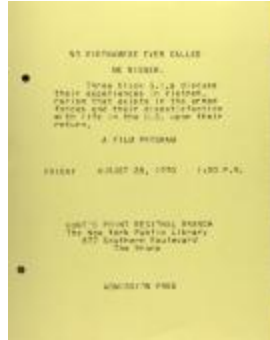 NO VIETNAMESE EVER CALLED
ME NIGGER.
Three black G.I.s discuss
their experiences in Vietnam,
racism that exists in the armed
forces and their dissatisfaction
with life in the U.S. upon their
return.
A FILM PROGRAM
FRIDAY AUGUST 28, 1970 1:00 P.M.
HUNT'S POINT REGIONAL BRANCH
The New York Public Library
877 Southern Boulevard
The Bronx
ADMISSION FREE